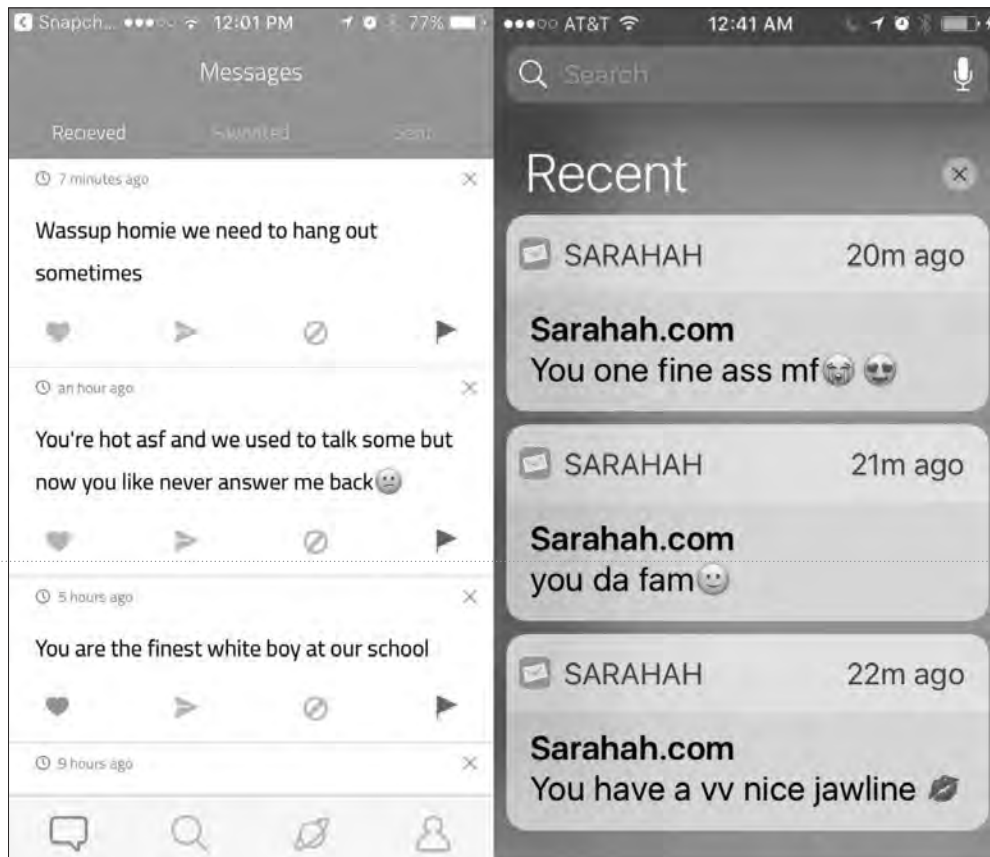 Snapch... 12:01 PM 77%
Messages
Recieved Favorited Sent
7 minutes ago
Wassup homie we need to hang out
sometimes
an hour ago
You're hot asf and we used to talk some but
now you like never answer me back😕
5 hours ago
You are the finest white boy at our school
9 hours ago
AT&T 12:41 AM
Search
Recent
SARAHAH 20m ago
Sarahah.com
You one fine ass mf😭 😍
SARAHAH 21m ago
Sarahah.com
you da fam🙂
SARAHAH 22m ago
Sarahah.com
You have a vv nice jawline 💋